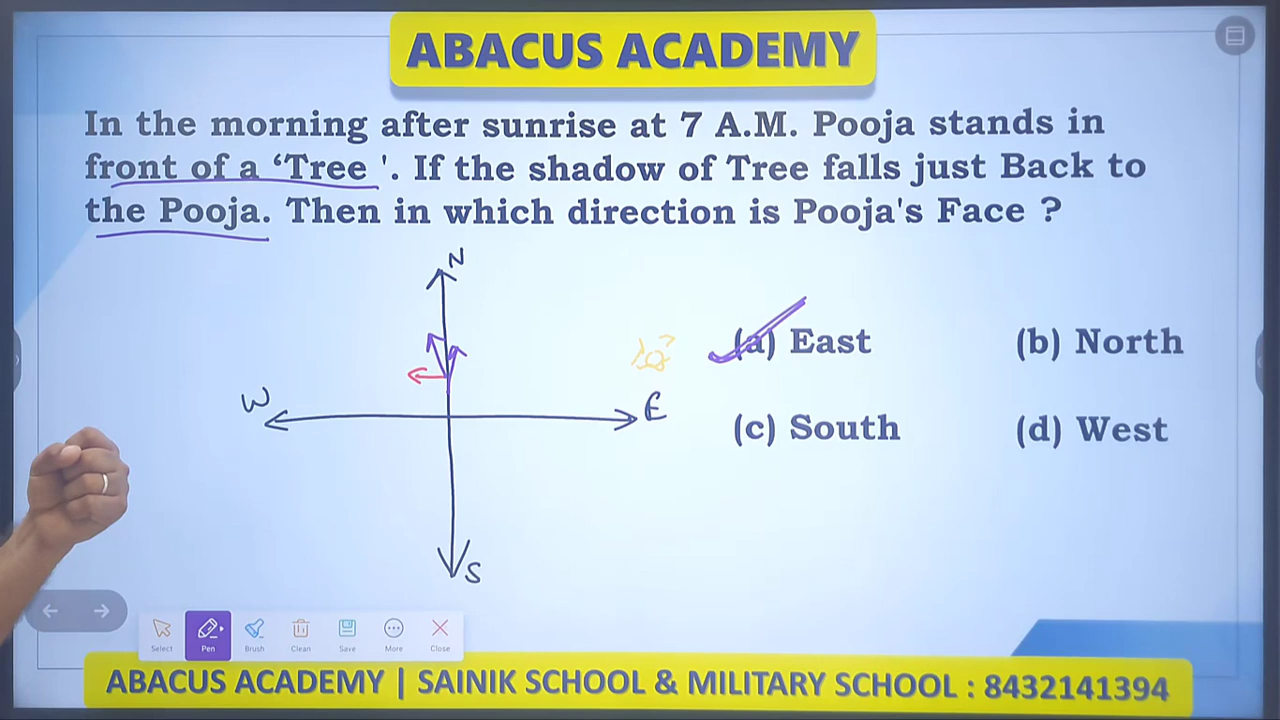 ABACUS ACADEMY
In the morning after sunrise at 7 A.M. Pooja stands in
front of a ‘Tree '. If the shadow of Tree falls just Back to
the Pooja. Then in which direction is Pooja's Face ?
N
(a) East (b) North
W E
(c) South (d) West
S
Select Pen Brush Clean Save More Close
ABACUS ACADEMY | SAINIK SCHOOL & MILITARY SCHOOL : 8432141394